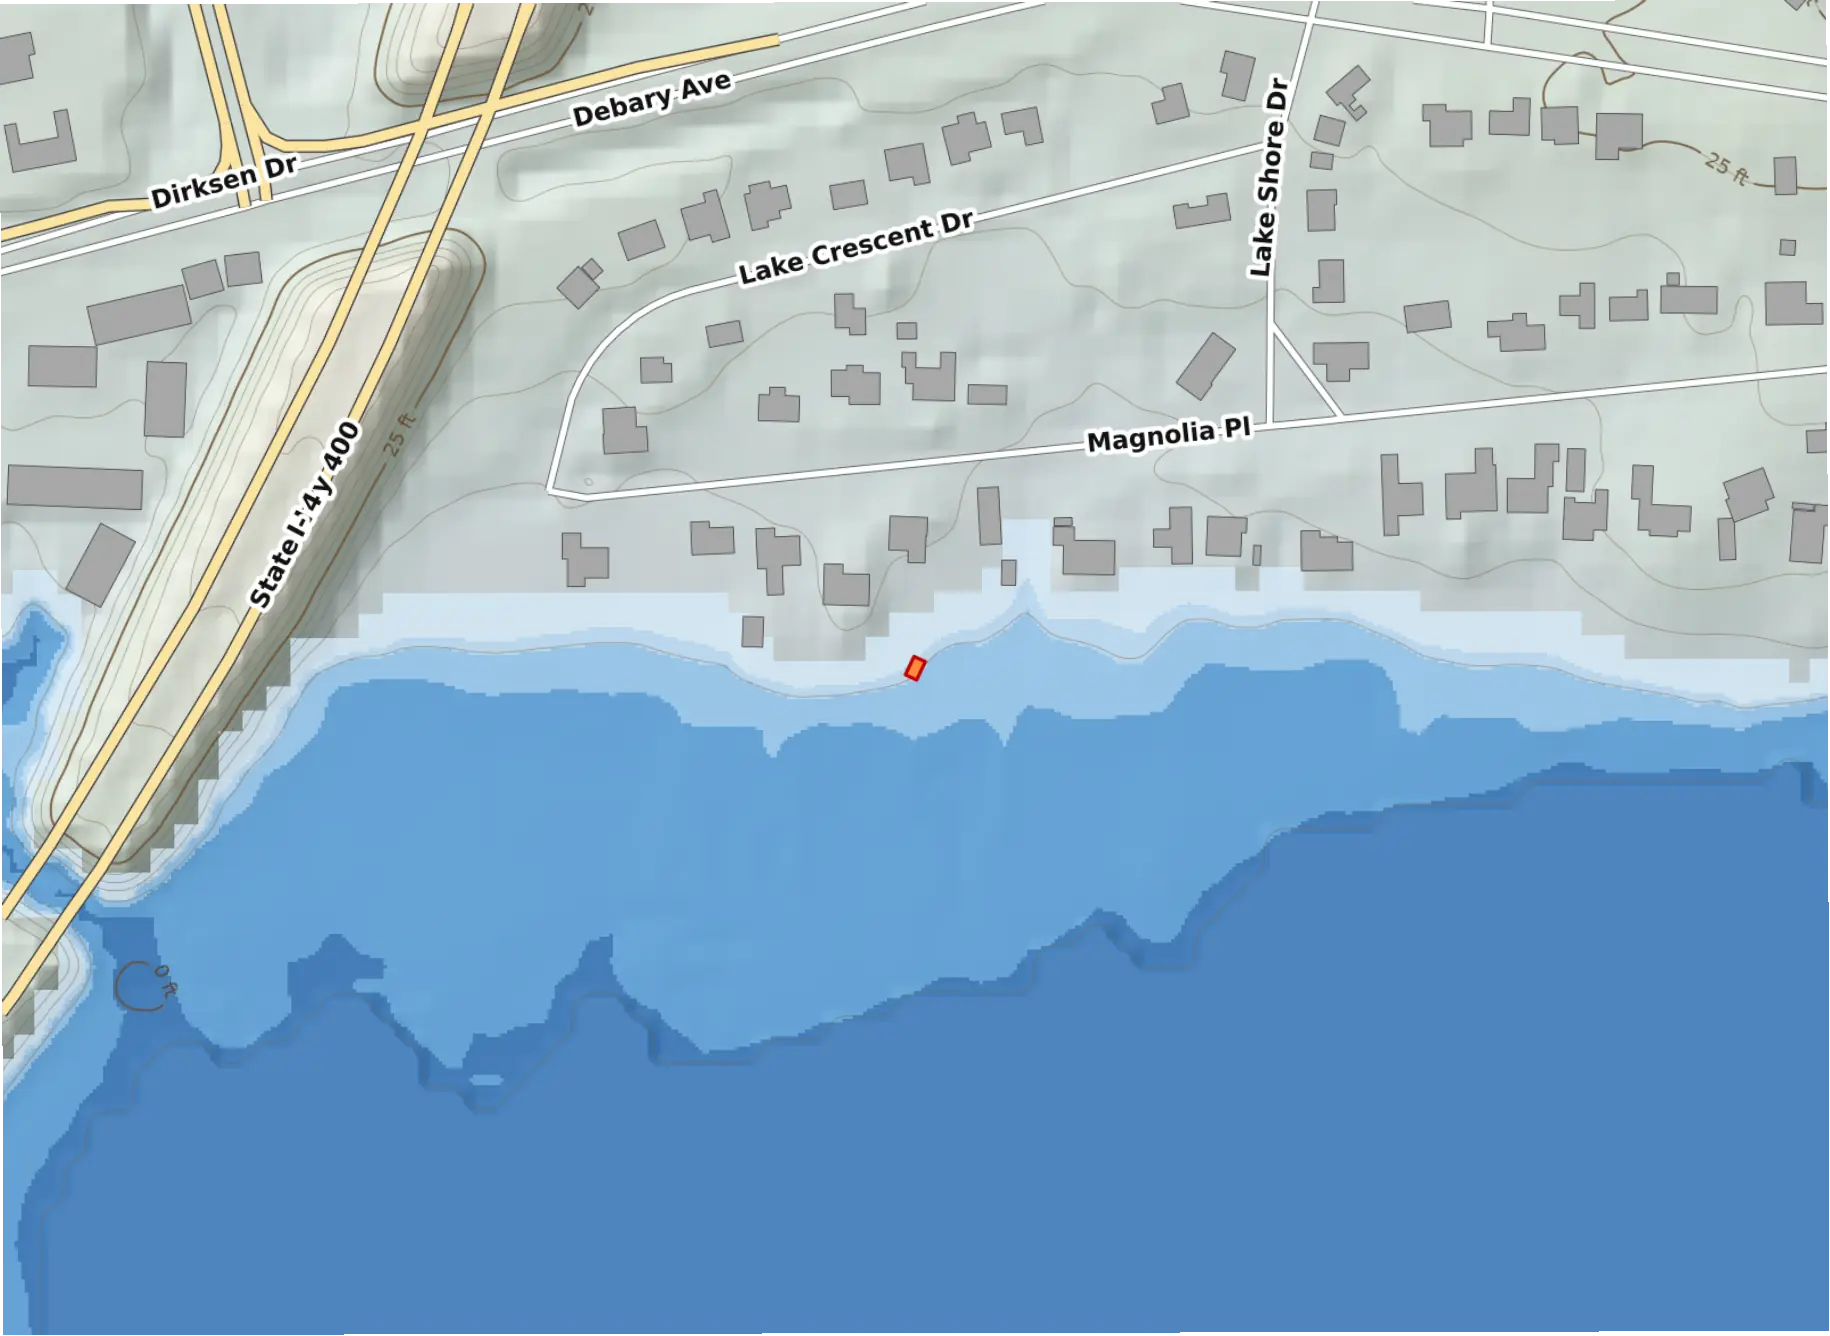 Debary Ave
Dirksen Dr
Lake Shore Dr
25 ft
Lake Crescent Dr
25 ft
Magnolia Pl
0 ft